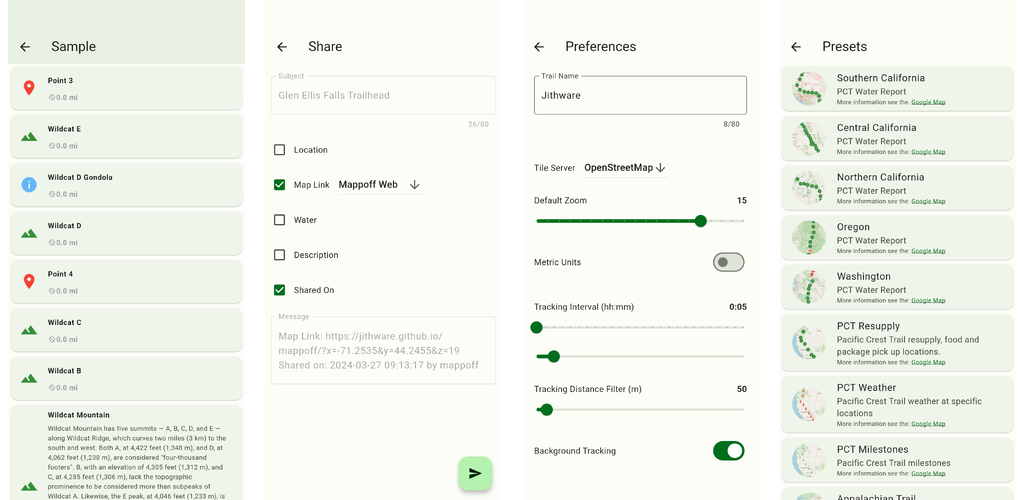 Sample
Point 3
0.0 mi
Wildcat E
0.0 mi
Wildcat D Gondola
0.0 mi
Wildcat D
0.0 mi
Point 4
0.0 mi
Wildcat C
0.0 mi
Wildcat B
0.0 mi
Wildcat Mountain
Wildcat Mountain has five summits — A, B, C, D, and E —
along Wildcat Ridge, which curves two miles (3 km) to the
south and west. Both A, at 4,422 feet (1,348 m), and D, at
4,062 feet (1,238 m), are considered "four-thousand
footers". B, with an elevation of 4,305 feet (1,312 m), and
C, at 4,285 feet (1,306 m), lack the topographic
prominence to be considered more than subpeaks of
Wildcat A. Likewise, the E peak, at 4,046 feet (1,233 m), is
Share
Subject
Glen Ellis Falls Trailhead
26/80
Location
Map Link Mappoff Web
Water
Description
Shared On
Message
Map Link: https://jithware.github.io/
mappoff/?x=-71.2535&y=44.2455&z=19
Shared on: 2024-03-27 09:13:17 by mappoff
Preferences
Trail Name
Jithware
8/80
Tile Server OpenStreetMap
Default Zoom 15
Metric Units
Tracking Interval (hh:mm) 0:05
Tracking Distance Filter (m) 50
Background Tracking
Presets
Southern California
PCT Water Report
More information see the: Google Map
Central California
PCT Water Report
More information see the: Google Map
Northern California
PCT Water Report
More information see the: Google Map
Oregon
PCT Water Report
More information see the: Google Map
Washington
PCT Water Report
More information see the: Google Map
PCT Resupply
Pacific Crest Trail resupply, food and
package pick up locations.
More information see the: Google Map
PCT Weather
Pacific Crest Trail weather at specific
locations
More information see the: Google Map
PCT Milestones
Pacific Crest Trail milestones
More information see the: Google Map
Appalachian Trail